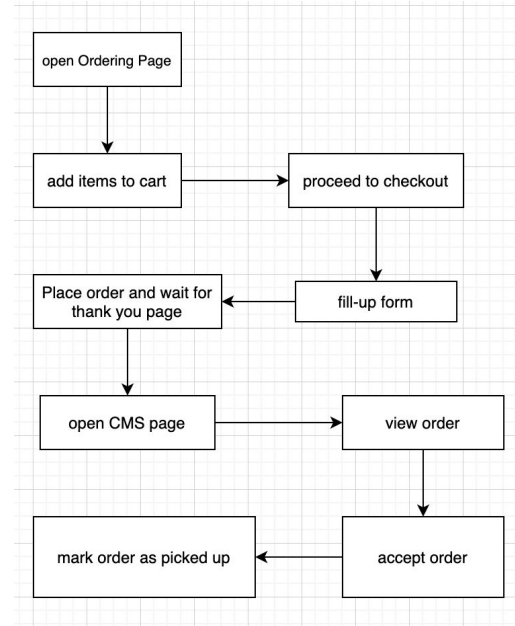 open Ordering Page
add items to cart
proceed to checkout
fill-up form
Place order and wait for
thank you page
open CMS page
view order
accept order
mark order as picked up